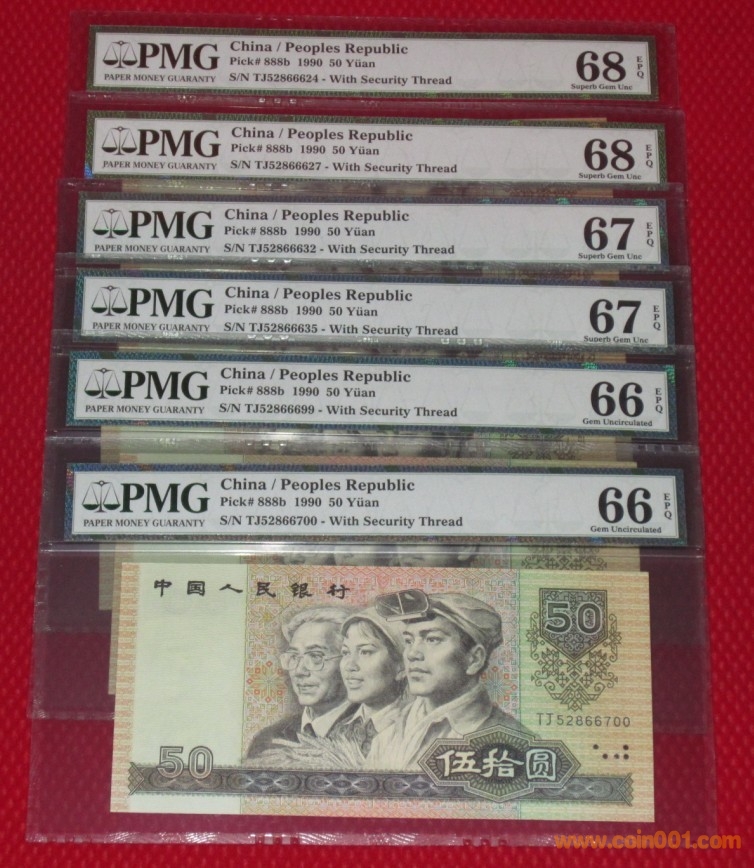 PMG
PAPER MONEY GUARANTY
China / Peoples Republic
Pick# 888b 1990 50 Yüan
S/N TJ52866624 - With Security Thread
68
EPQ
Superb Gem Unc
PMG
PAPER MONEY GUARANTY
China / Peoples Republic
Pick# 888b 1990 50 Yüan
S/N TJ52866627 - With Security Thread
68
EPQ
Superb Gem Unc
PMG
PAPER MONEY GUARANTY
China / Peoples Republic
Pick# 888b 1990 50 Yüan
S/N TJ52866632 - With Security Thread
67
EPQ
Superb Gem Unc
PMG
PAPER MONEY GUARANTY
China / Peoples Republic
Pick# 888b 1990 50 Yüan
S/N TJ52866635 - With Security Thread
67
EPQ
Superb Gem Unc
PMG
PAPER MONEY GUARANTY
China / Peoples Republic
Pick# 888b 1990 50 Yüan
S/N TJ52866699 - With Security Thread
66
EPQ
Gem Uncirculated
PMG
PAPER MONEY GUARANTY
China / Peoples Republic
Pick# 888b 1990 50 Yüan
S/N TJ52866700 - With Security Thread
66
EPQ
Gem Uncirculated
中国人民银行
50
TJ52866700
50
伍拾圆
www.coin001.com